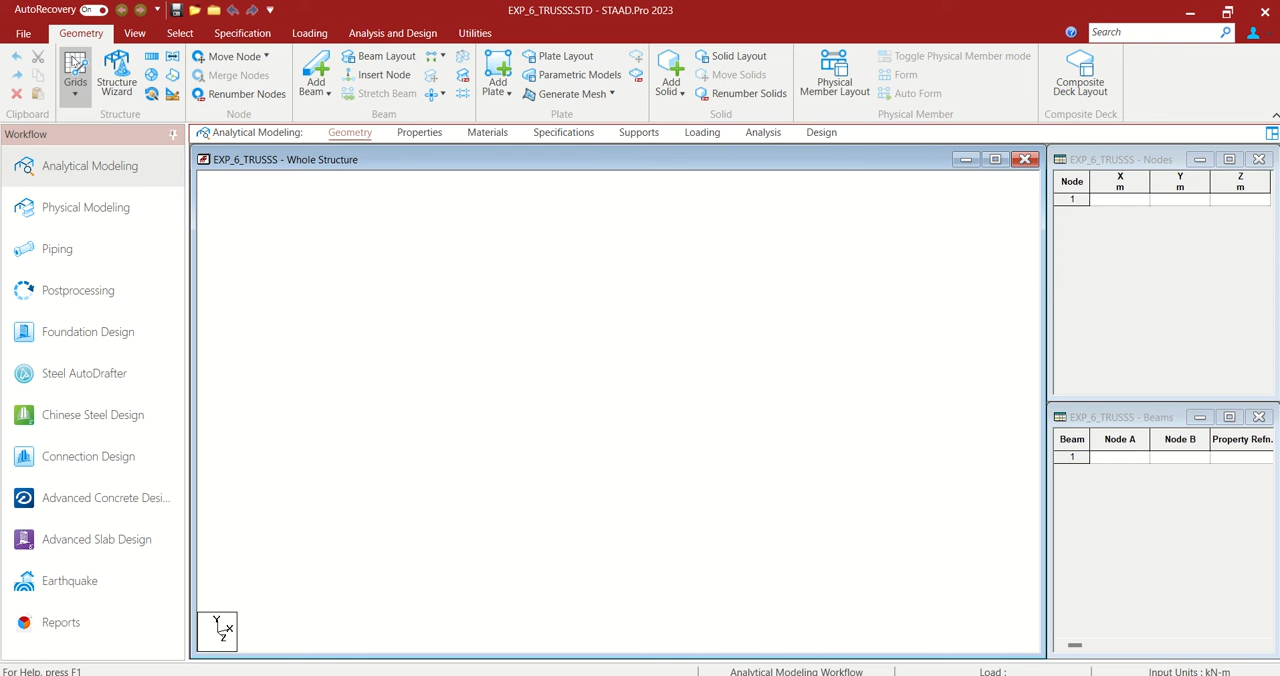 AutoRecovery On
EXP_6_TRUSSS.STD - STAAD.Pro 2023
File Geometry View Select Specification Loading Analysis and Design Utilities
Search
Grids
Structure Wizard
Move Node
Merge Nodes
Renumber Nodes
Add Beam
Beam Layout
Insert Node
Stretch Beam
Add Plate
Plate Layout
Parametric Models
Generate Mesh
Add Solid
Solid Layout
Move Solids
Renumber Solids
Physical Member Layout
Toggle Physical Member mode
Form
Auto Form
Composite Deck Layout
Clipboard Structure Node Beam Plate Solid Physical Member Composite Deck
Workflow
Analytical Modeling: Geometry Properties Materials Specifications Supports Loading Analysis Design
Analytical Modeling
Physical Modeling
Piping
Postprocessing
Foundation Design
Steel AutoDrafter
Chinese Steel Design
Connection Design
Advanced Concrete Desi...
Advanced Slab Design
Earthquake
Reports
EXP_6_TRUSSS - Whole Structure
Y
X
Z
EXP_6_TRUSSS - Nodes
Node X m Y m Z m
1
EXP_6_TRUSSS - Beams
Beam Node A Node B Property Refn.
1
For Help, press F1
Analytical Modeling Workflow
Load :
Input Units : kN-m